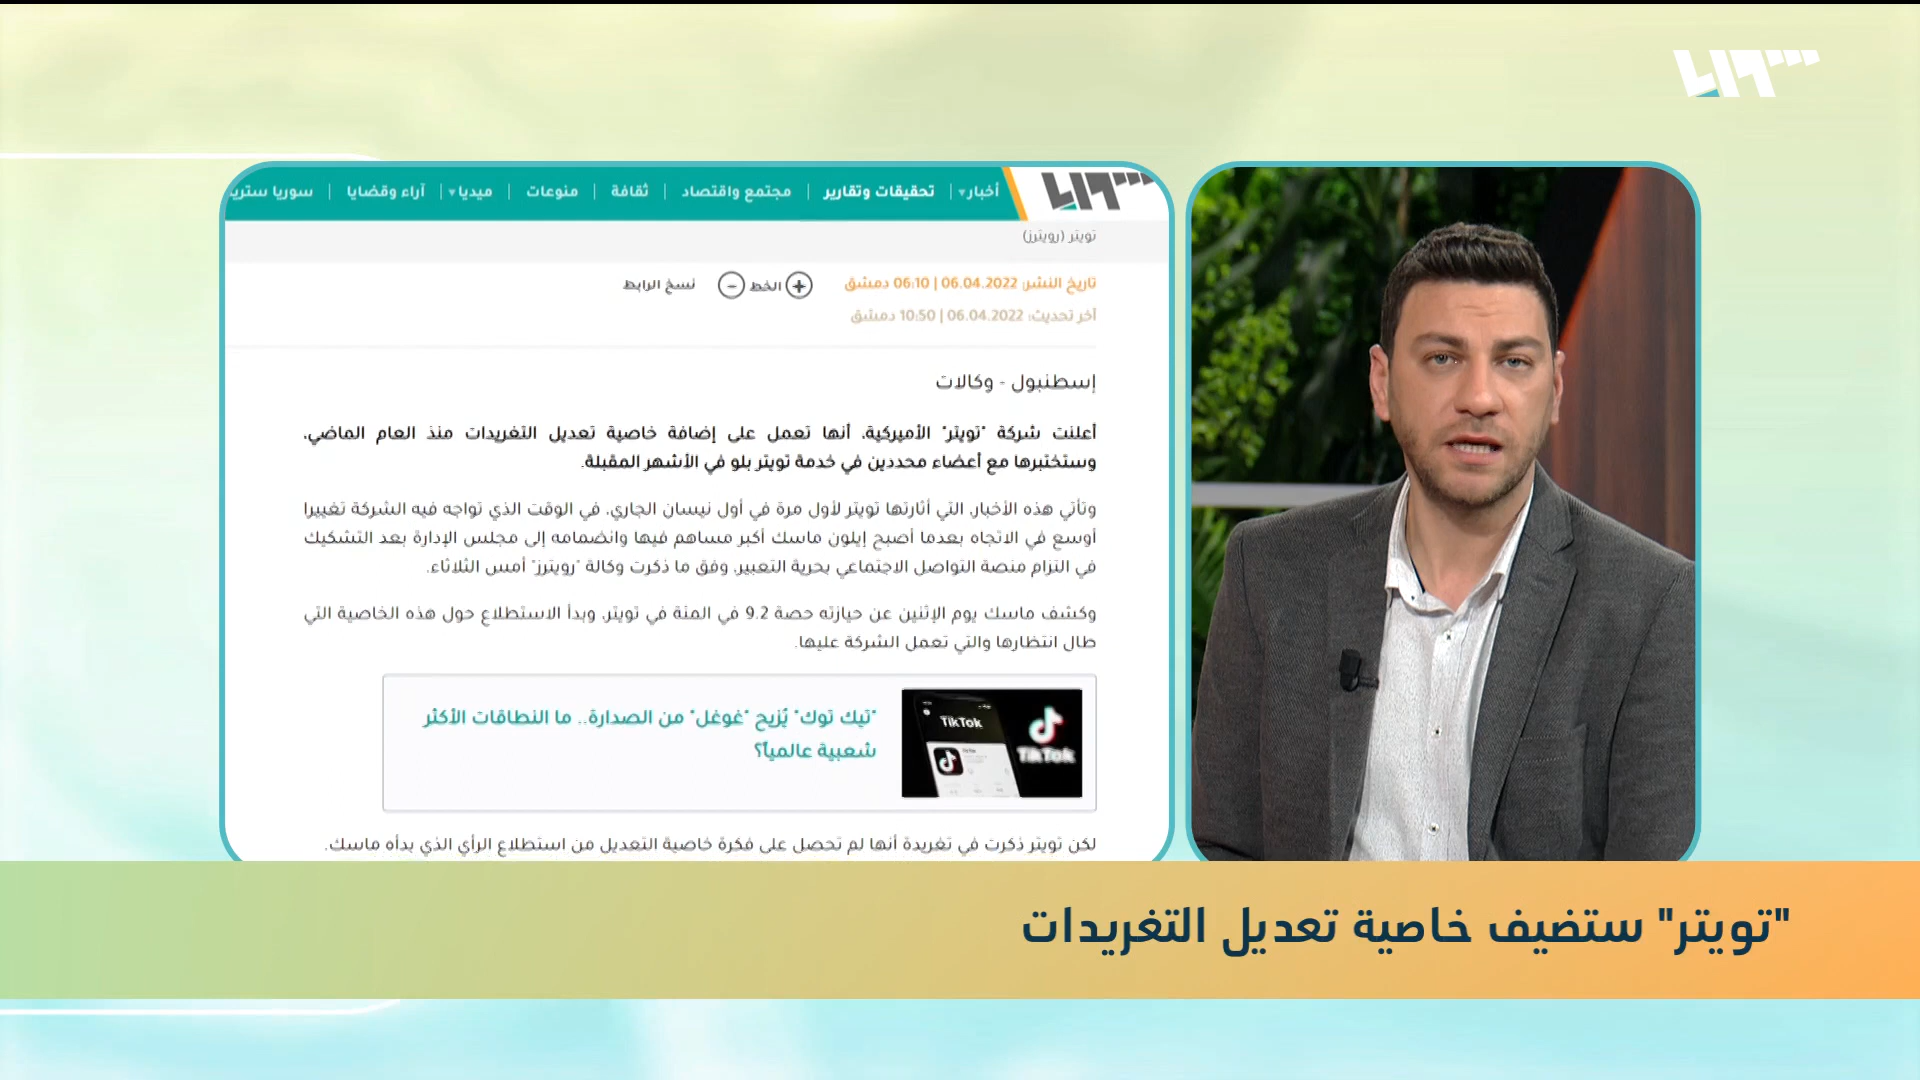 أخبار | تحقيقات وتقارير | مجتمع واقتصاد | ثقافة | منوعات | ميديا | آراء وقضايا | سوريا
تويتر (رويترز)
تاريخ النشر: 06.04.2022 | 06:10 دمشق
+ الخط - نسخ الرابط
آخر تحديث: 06.04.2022 | 10:50 دمشق
إسطنبول - وكالات
أعلنت شركة "تويتر" الأميركية، أنها تعمل على إضافة خاصية تعديل التغريدات منذ العام الماضي،
وستختبرها مع أعضاء محددين في خدمة تويتر بلو في الأشهر المقبلة.
وتأتي هذه الأخبار، التي أثارتها تويتر لأول مرة في أول نيسان الجاري، في الوقت الذي تواجه فيه الشركة تغييرا
أوسع في الاتجاه بعدما أصبح إيلون ماسك أكبر مساهم فيها وانضمامه إلى مجلس الإدارة بعد التشكيك
في التزام منصة التواصل الاجتماعي بحرية التعبير، وفق ما ذكرت وكالة "رويترز" أمس الثلاثاء.
وكشف ماسك يوم الإثنين عن حيازته حصة 9.2 في المئة في تويتر، وبدأ الاستطلاع حول هذه الخاصية التي
طال انتظارها والتي تعمل الشركة عليها.
"تيك توك" يُزيح "غوغل" من الصدارة.. ما النطاقات الأكثر
شعبية عالمياً؟
TikTok
TikTok
لكن تويتر ذكرت في تغريدة أنها لم تحصل على فكرة خاصية التعديل من استطلاع الرأي الذي بدأه ماسك.
"تويتر" ستضيف خاصية تعديل التغريدات